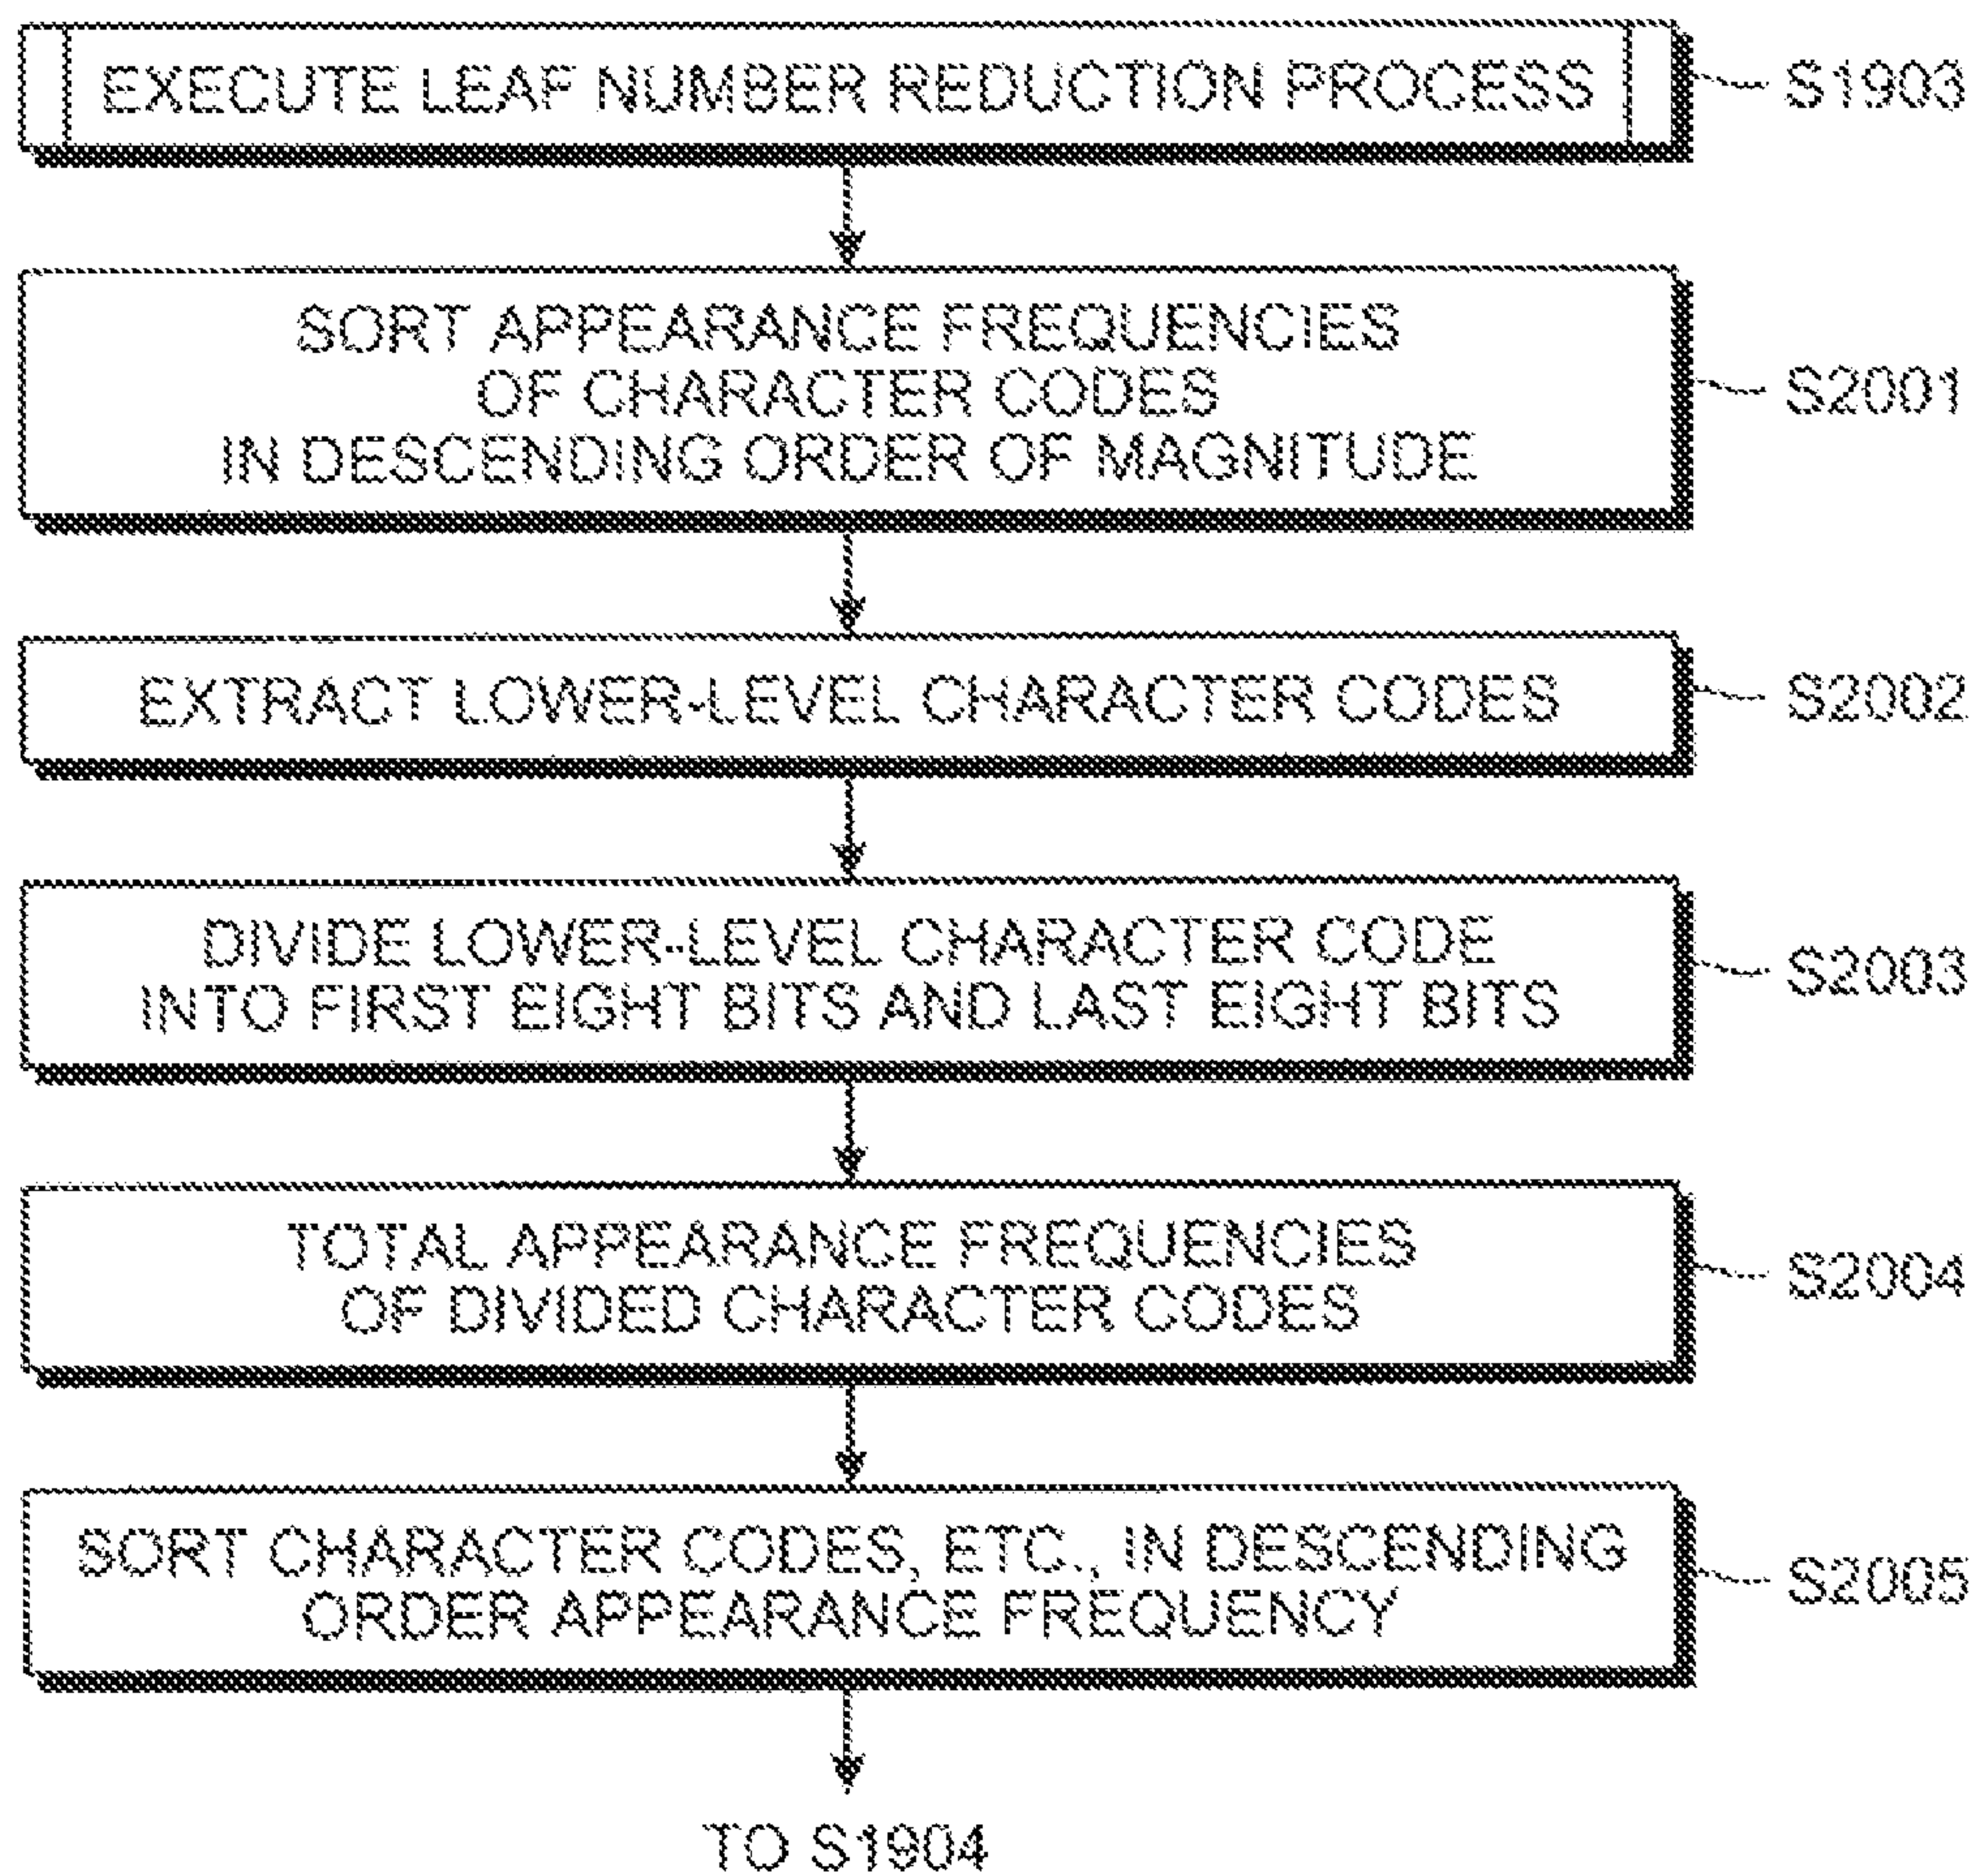 EXECUTE LEAF NUMBER REDUCTION PROCESS
S1903
SORT APPEARANCE FREQUENCIES
OF CHARACTER CODES
IN DESCENDING ORDER OF MAGNITUDE
S2001
EXTRACT LOWER-LEVEL CHARACTER CODES
S2002
DIVIDE LOWER-LEVEL CHARACTER CODE
INTO FIRST EIGHT BITS AND LAST EIGHT BITS
S2003
TOTAL APPEARANCE FREQUENCIES
OF DIVIDED CHARACTER CODES
S2004
SORT CHARACTER CODES, ETC., IN DESCENDING
ORDER APPEARANCE FREQUENCY
S2005
TO S1904